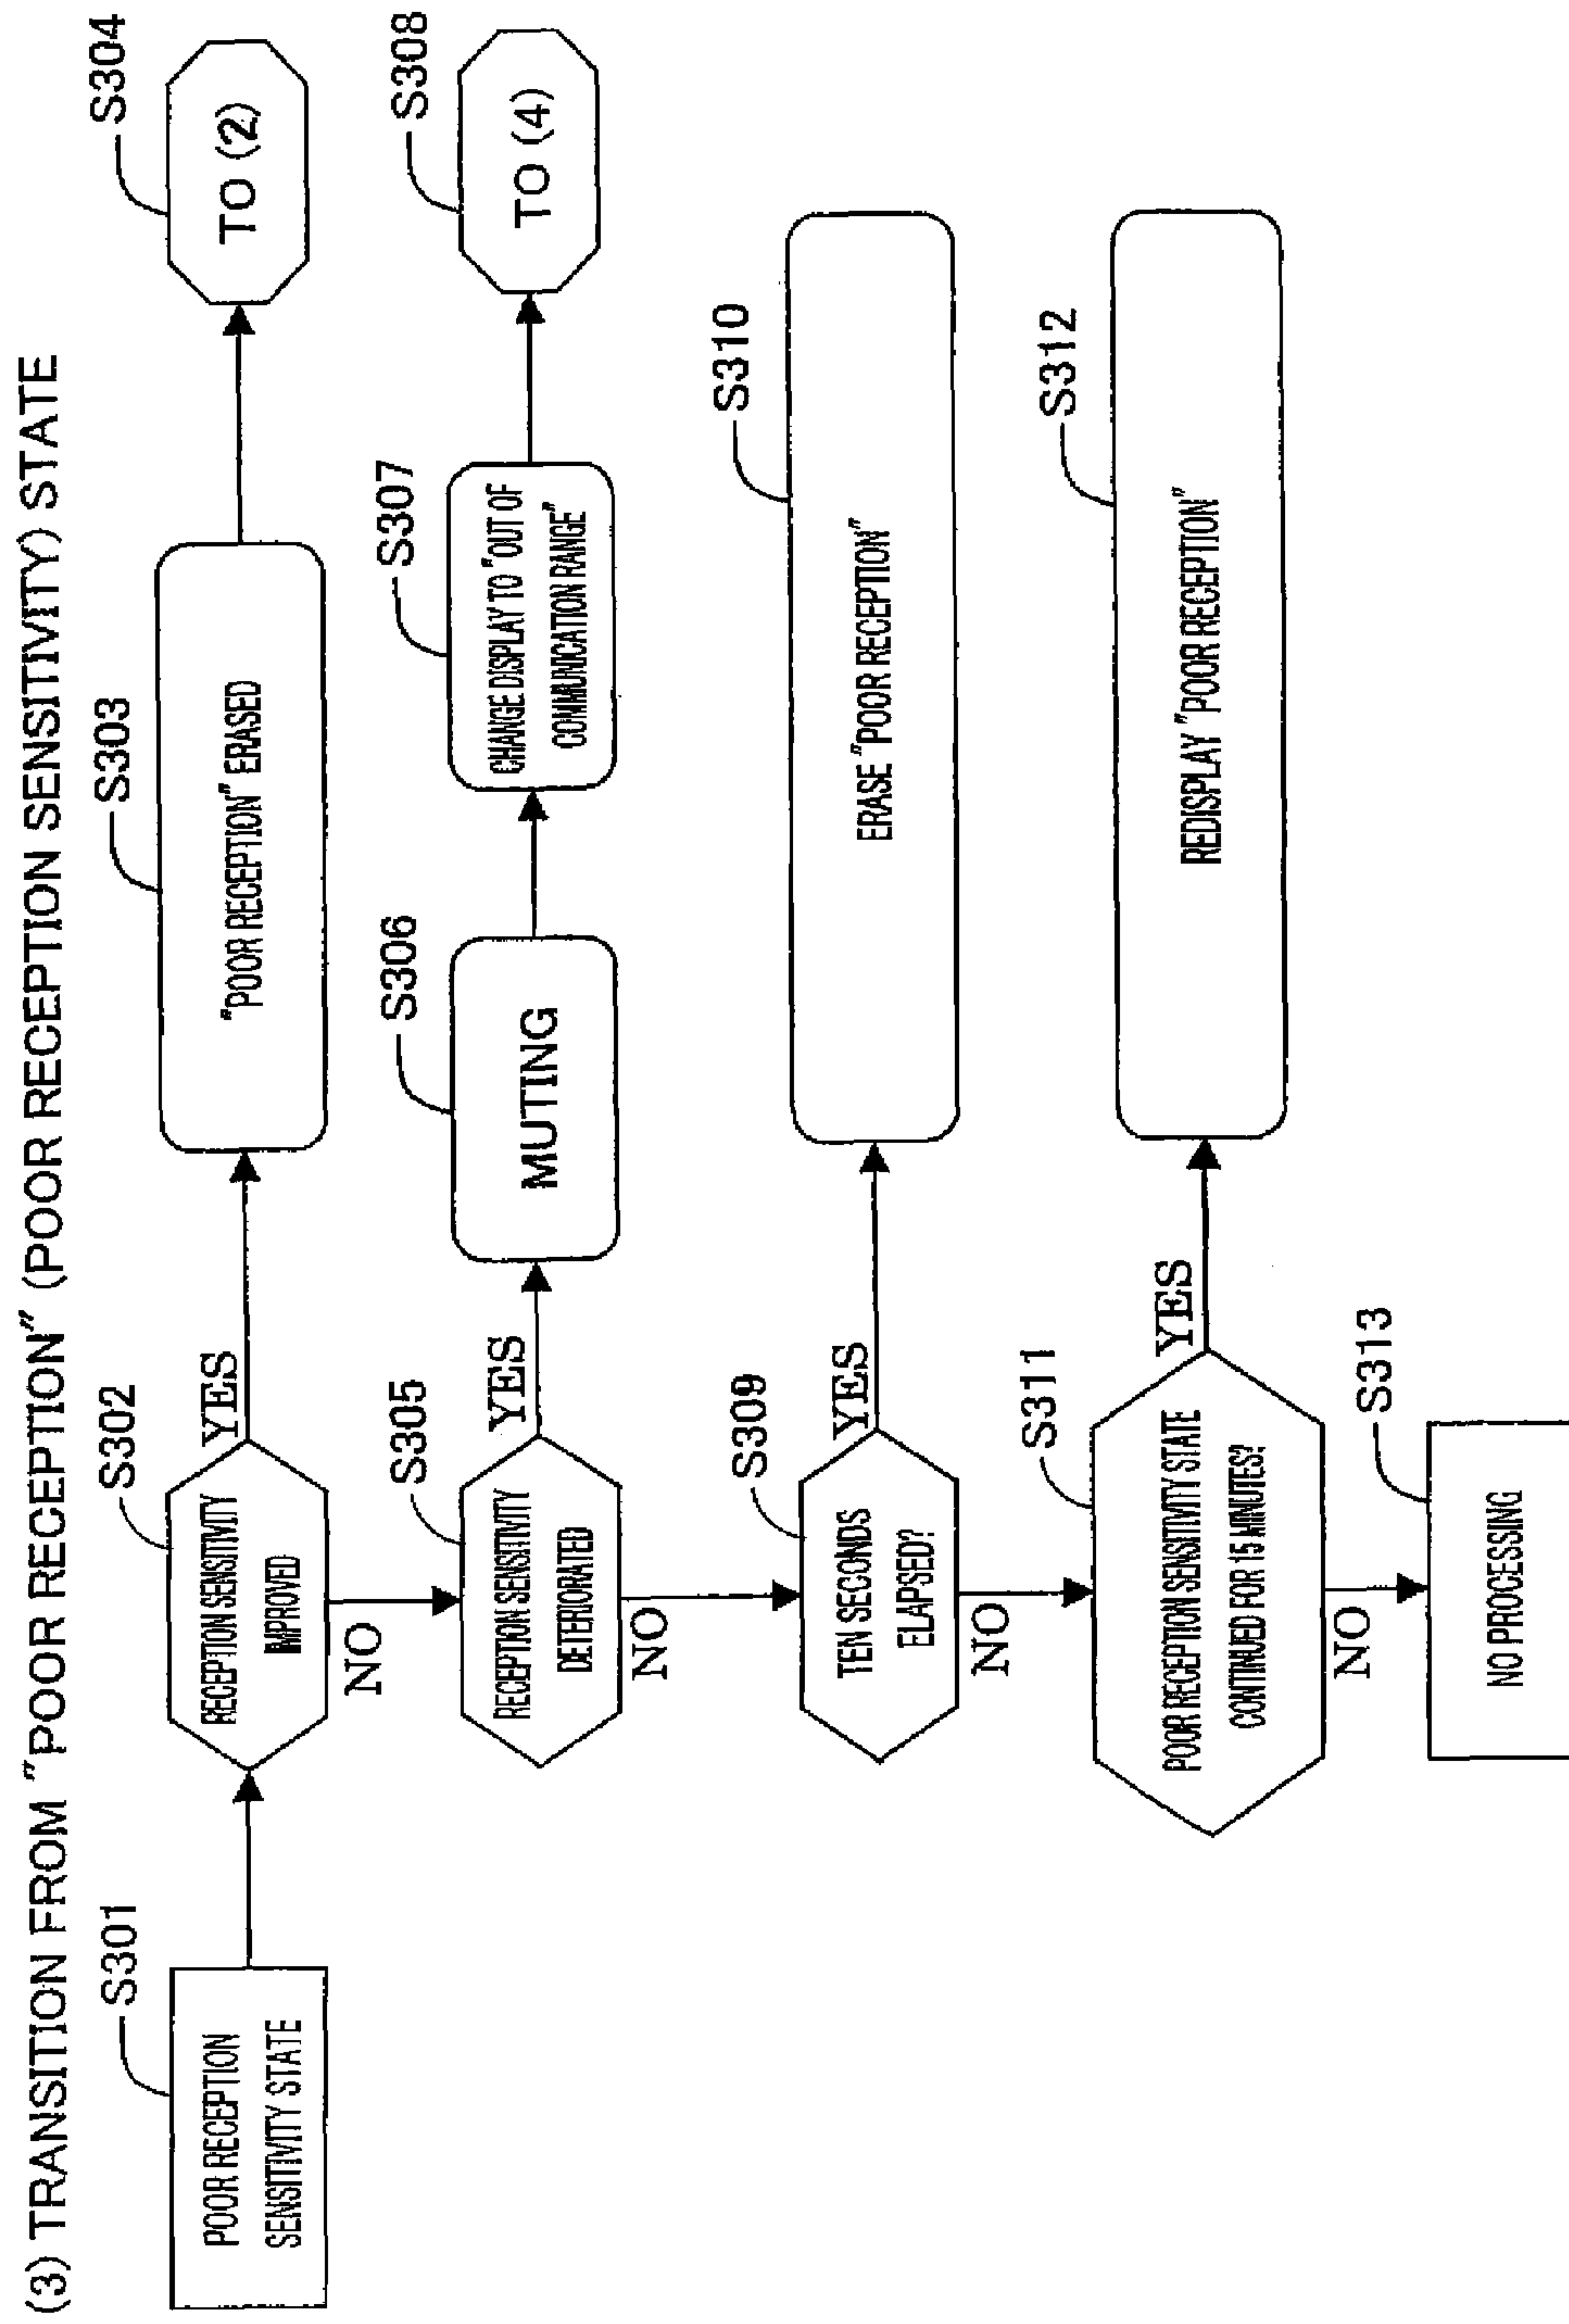 (3) TRANSITION FROM "POOR RECEPTION" (POOR RECEPTION SENSITIVITY) STATE
S301
POOR RECEPTION
SENSITIVITY STATE
S302
RECEPTION SENSITIVITY
IMPROVED
YES
NO
S303
"POOR RECEPTION" ERASED
S304
TO (2)
S305
RECEPTION SENSITIVITY
DETERIORATED
YES
NO
S306
MUTING
S307
CHANGE DISPLAY TO "OUT OF
COMMUNICATION RANGE"
S308
TO (4)
S309
TEN SECONDS
ELAPSED?
YES
NO
S310
ERASE "POOR RECEPTION"
S311
POOR RECEPTION SENSITIVITY STATE
CONTINUED FOR 15 MINUTES?
YES
NO
S312
REDISPLAY "POOR RECEPTION"
S313
NO PROCESSING